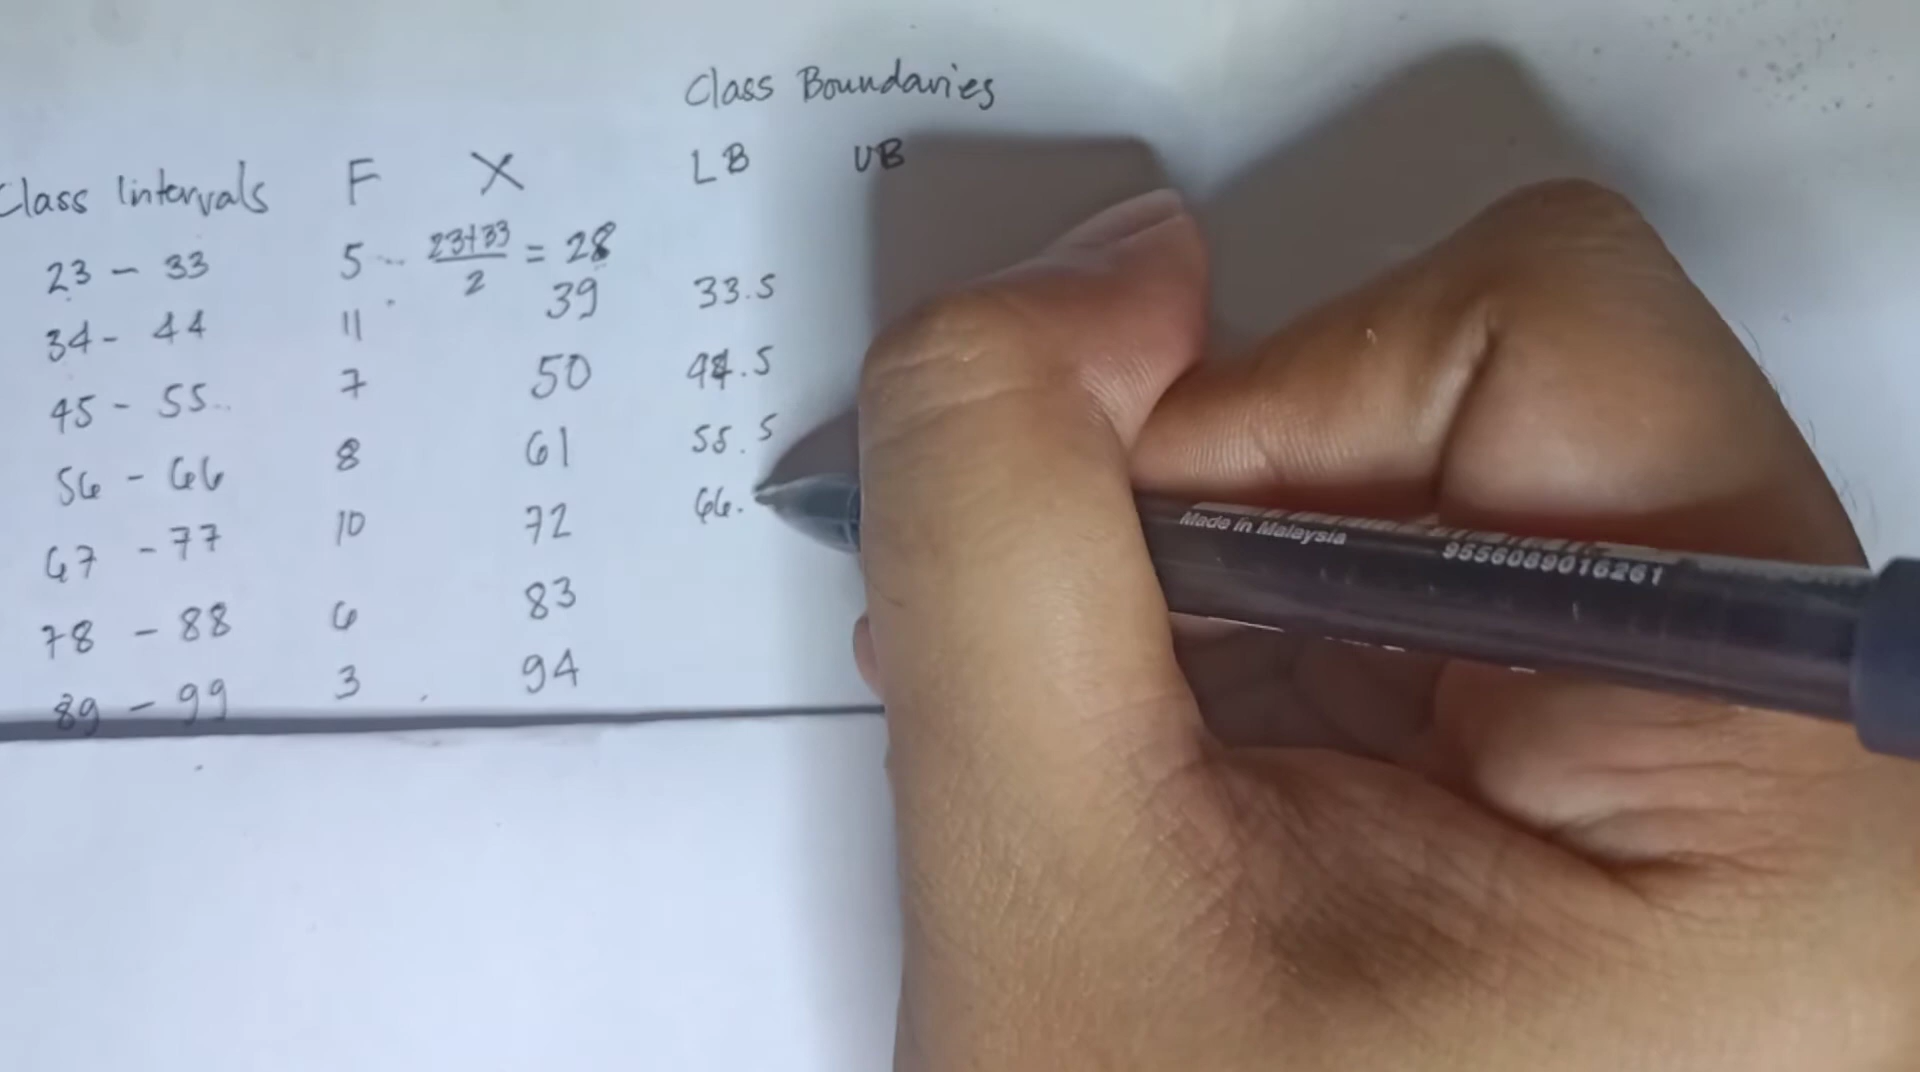 Class Boundaries
Class Intervals F X LB UB
23 - 33 5 23+33/2 = 28
34 - 44 11 39 33.5
45 - 55 7 50 44.5
56 - 66 8 61 55.5
67 - 77 10 72 66.
78 - 88 6 83
89 - 99 3 94
Made in Malaysia
9556089016261